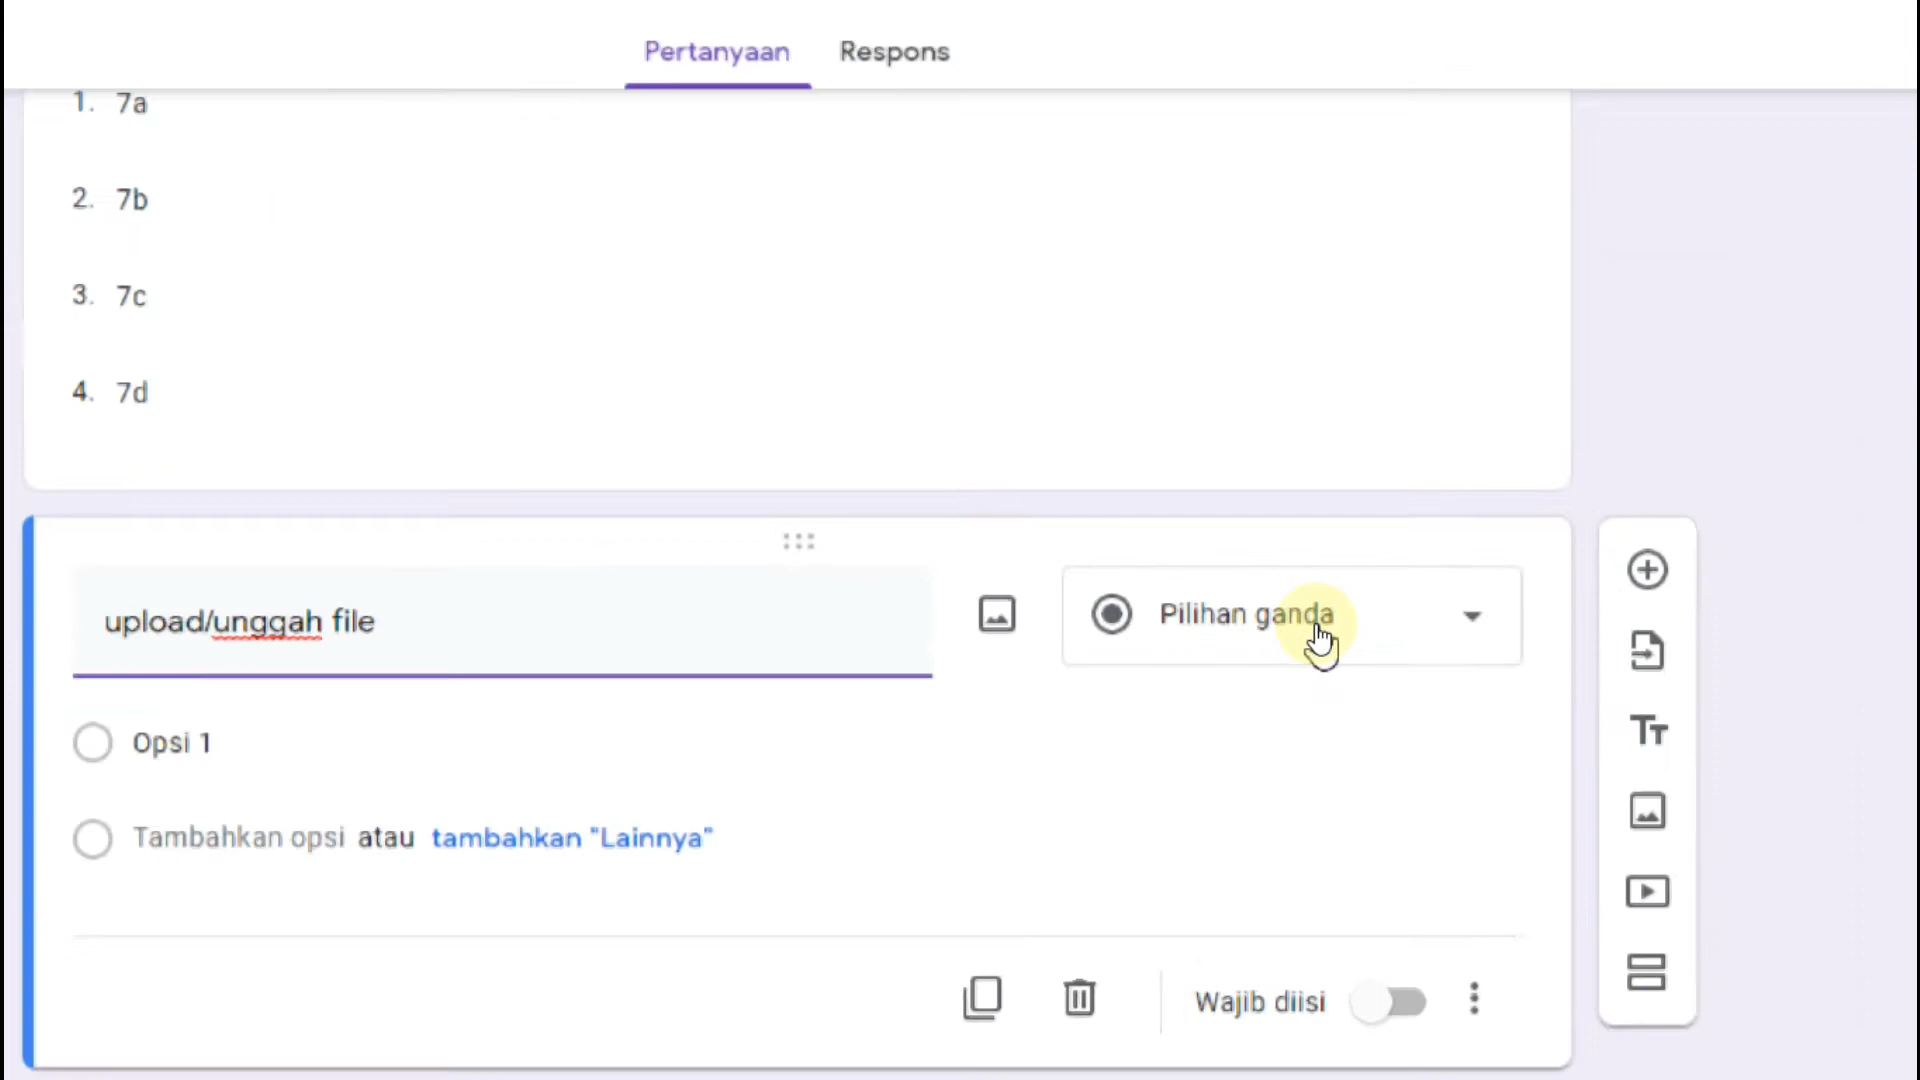 Pertanyaan Respons
1. 7a
2. 7b
3. 7c
4. 7d
upload/unggah file
Pilihan ganda
Opsi 1
Tambahkan opsi atau tambahkan "Lainnya"
Wajib diisi